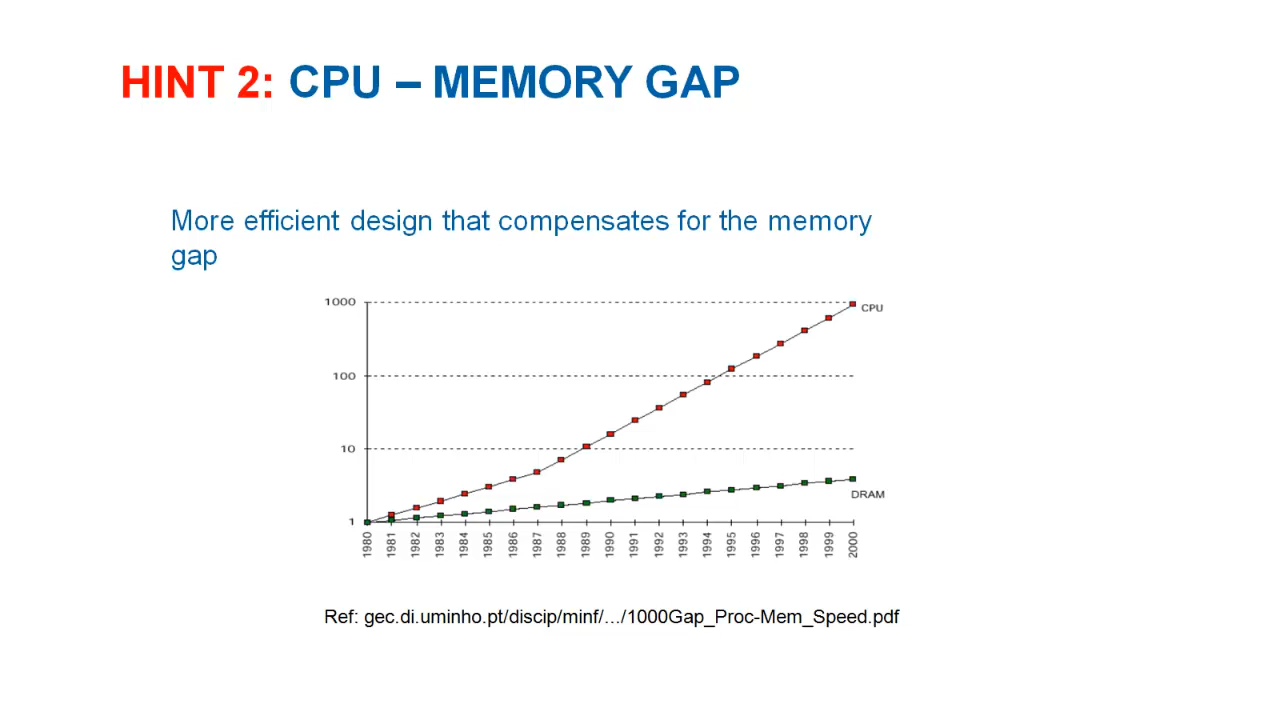 HINT 2: CPU – MEMORY GAP
More efficient design that compensates for the memory
gap
1000
CPU
100
10
DRAM
1
1980 1981 1982 1983 1984 1985 1986 1987 1988 1989 1990 1991 1992 1993 1994 1995 1996 1997 1998 1999 2000
Ref: gec.di.uminho.pt/discip/minf/.../1000Gap_Proc-Mem_Speed.pdf